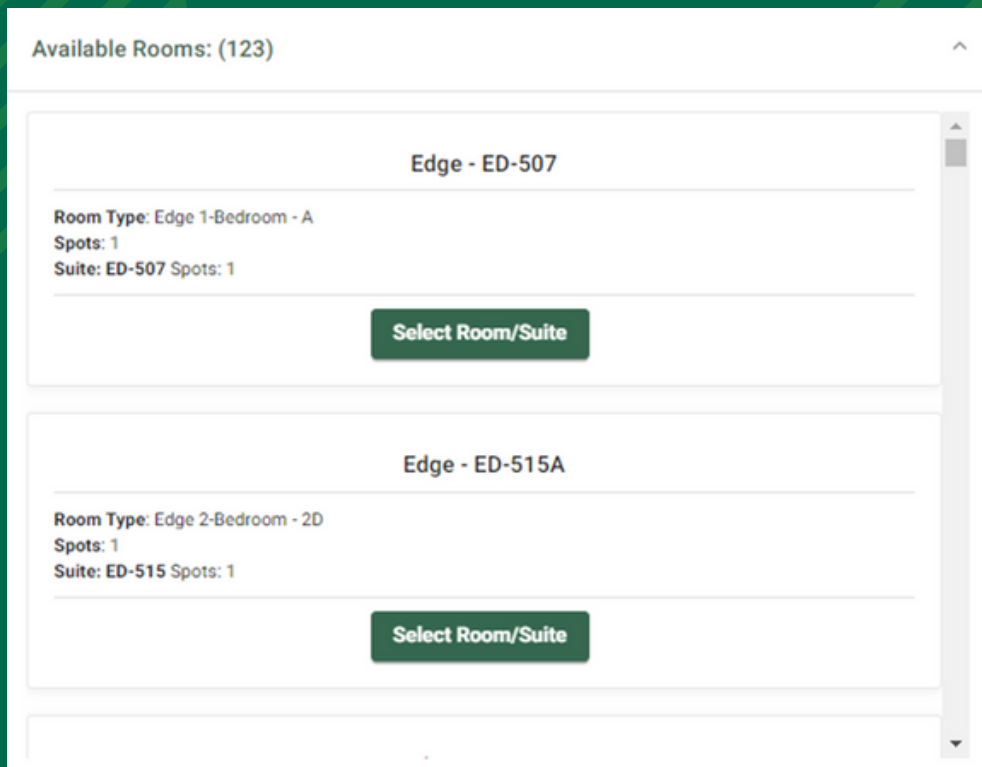 Available Rooms: (123)
Edge - ED-507
Room Type: Edge 1-Bedroom - A
Spots: 1
Suite: ED-507 Spots: 1
Select Room/Suite
Edge - ED-515A
Room Type: Edge 2-Bedroom - 2D
Spots: 1
Suite: ED-515 Spots: 1
Select Room/Suite